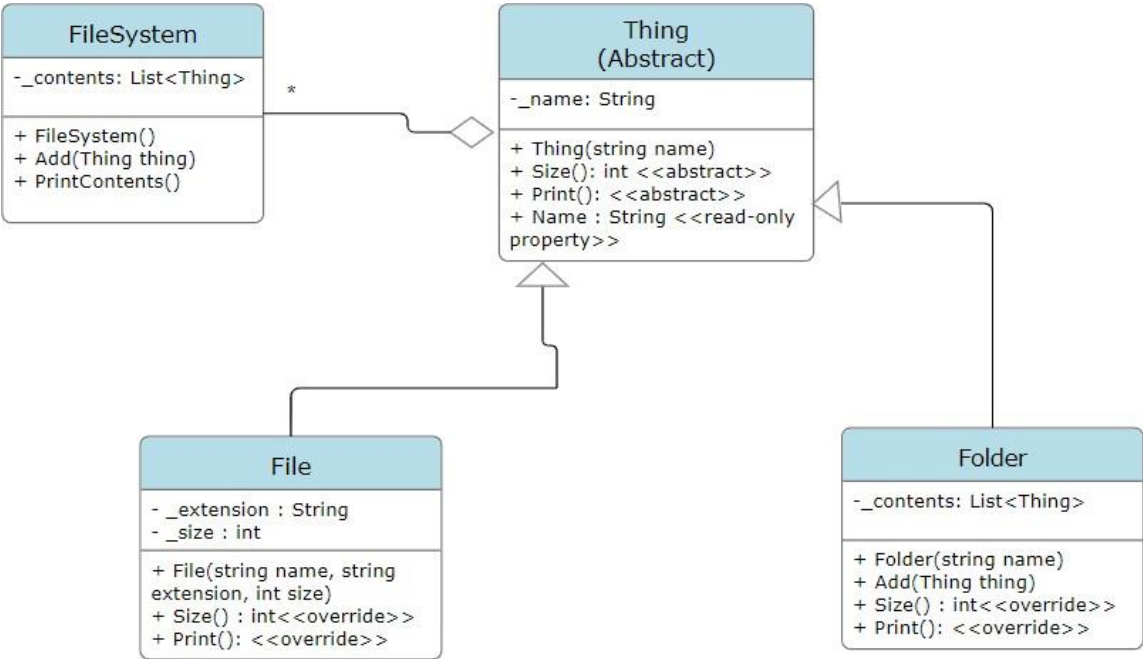 FileSystem
-_contents: List<Thing>
+ FileSystem()
+ Add(Thing thing)
+ PrintContents()
*
Thing
(Abstract)
-_name: String
+ Thing(string name)
+ Size(): int <<abstract>>
+ Print(): <<abstract>>
+ Name : String <<read-only
property>>
File
- _extension : String
- _size : int
+ File(string name, string
extension, int size)
+ Size() : int<<override>>
+ Print(): <<override>>
Folder
-_contents: List<Thing>
+ Folder(string name)
+ Add(Thing thing)
+ Size() : int<<override>>
+ Print(): <<override>>